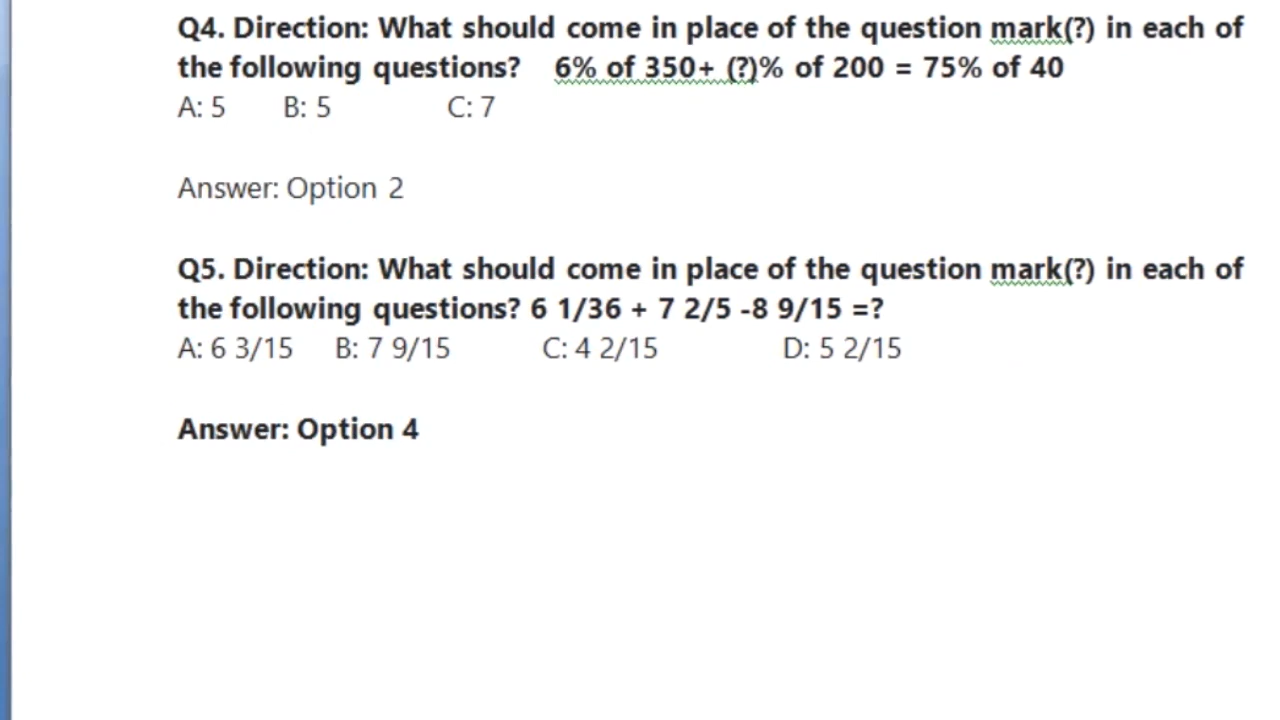 Q4. Direction: What should come in place of the question mark(?) in each of
the following questions? 6% of 350+ (?)% of 200 = 75% of 40
A: 5 B: 5 C: 7
Answer: Option 2
Q5. Direction: What should come in place of the question mark(?) in each of
the following questions? 6 1/36 + 7 2/5 -8 9/15 =?
A: 6 3/15 B: 7 9/15 C: 4 2/15 D: 5 2/15
Answer: Option 4